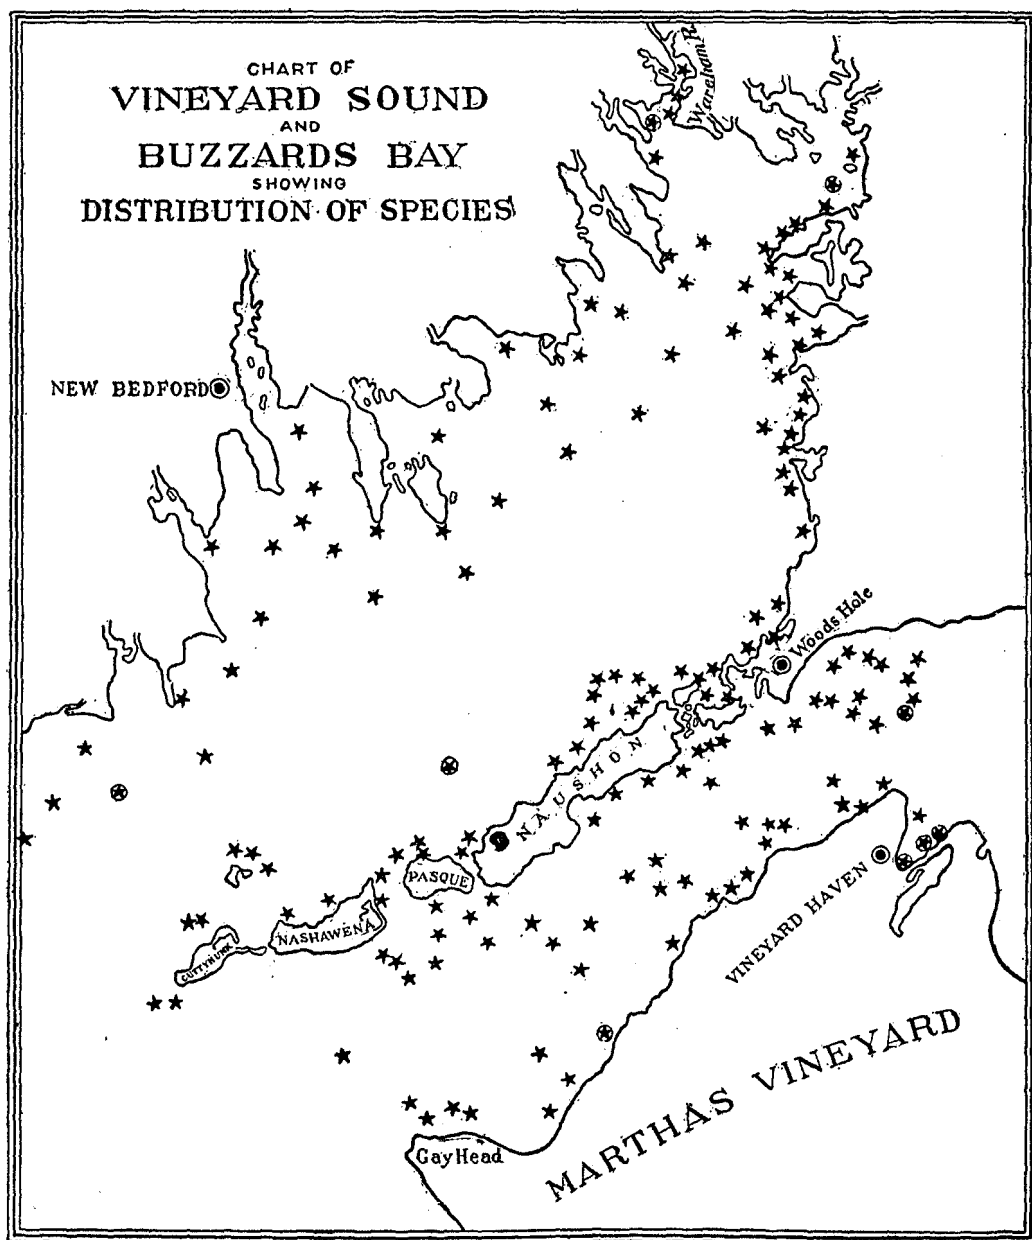 CHART OF
VINEYARD SOUND
AND
BUZZARDS BAY
SHOWING
DISTRIBUTION OF SPECIES
Wareham R.
NEW BEDFORD
Woods Hole
NAUSHON
PASQUE
NASHAWENA
CUTTYHUNK
VINEYARD HAVEN
MARTHAS VINEYARD
Gay Head